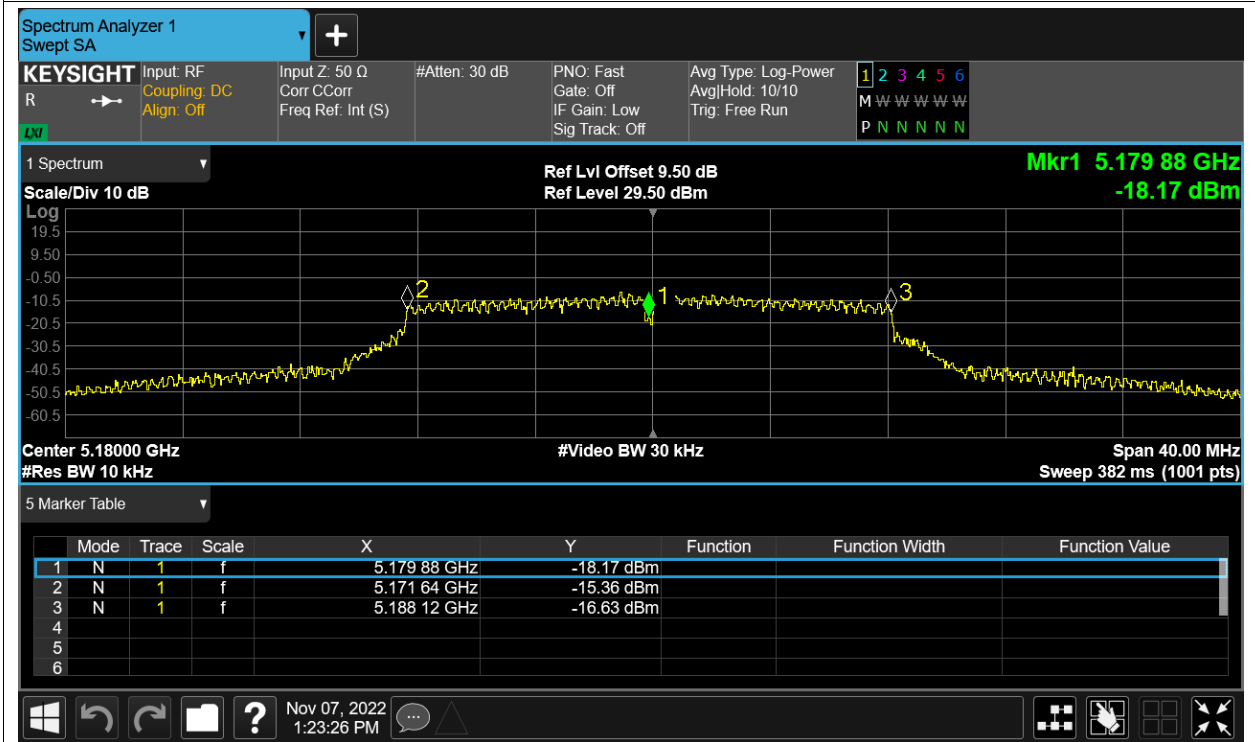 Spectrum Analyzer 1
Swept SA
+
KEYSIGHT
R
LXI
Input: RF
Coupling: DC
Align: Off
Input Z: 50 Ω
Corr CCorr
Freq Ref: Int (S)
#Atten: 30 dB
PNO: Fast
Gate: Off
IF Gain: Low
Sig Track: Off
Avg Type: Log-Power
Avg|Hold: 10/10
Trig: Free Run
1 2 3 4 5 6
M W W W W W
P N N N N N
1 Spectrum
Scale/Div 10 dB
Ref Lvl Offset 9.50 dB
Ref Level 29.50 dBm
Mkr1 5.179 88 GHz
-18.17 dBm
Log
19.5
9.50
-0.50
-10.5
-20.5
-30.5
-40.5
-50.5
-60.5
2
1
3
Center 5.18000 GHz
#Video BW 30 kHz
Span 40.00 MHz
#Res BW 10 kHz
Sweep 382 ms (1001 pts)
5 Marker Table
Mode Trace Scale X Y Function Function Width Function Value
1 N 1 f 5.179 88 GHz -18.17 dBm
2 N 1 f 5.171 64 GHz -15.36 dBm
3 N 1 f 5.188 12 GHz -16.63 dBm
4
5
6
?
Nov 07, 2022
1:23:26 PM